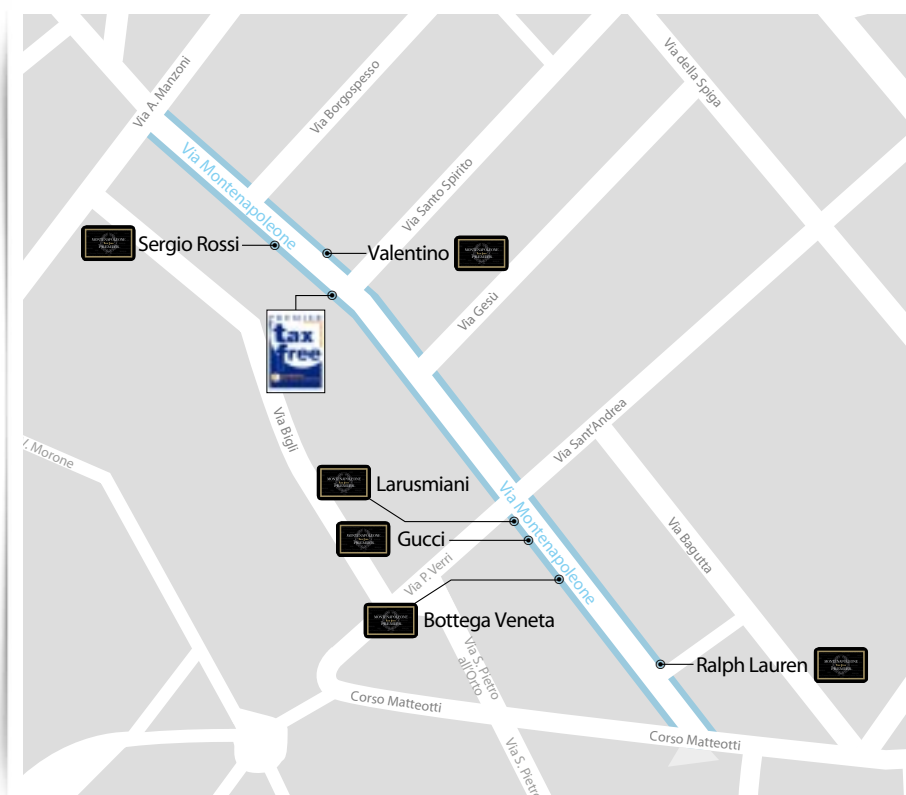 Via A. Manzoni
Via Borgospesso
Via della Spiga
Via Montenapoleone
Via Santo Spirito
Sergio Rossi
Valentino
Via Gesù
PREMIER
tax
free
Via Bigli
Via Sant'Andrea
. Morone
Larusmiani
Via Montenapoleone
Gucci
Via Bagutta
Via P. Verri
Bottega Veneta
Via S. Pietro
all'Orto
Ralph Lauren
Corso Matteotti
Corso Matteotti
Via S. Pietro